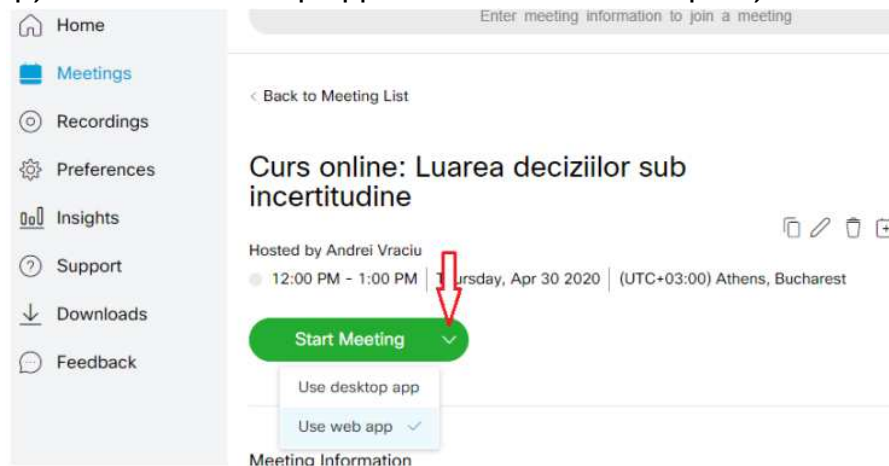 Home
Meetings
Recordings
Preferences
Insights
Support
Downloads
Feedback
Enter meeting information to join a meeting
< Back to Meeting List
Curs online: Luarea deciziilor sub
incertitudine
Hosted by Andrei Vraciu
12:00 PM - 1:00 PM | Thursday, Apr 30 2020 | (UTC+03:00) Athens, Bucharest
Start Meeting
Use desktop app
Use web app
Meeting Information